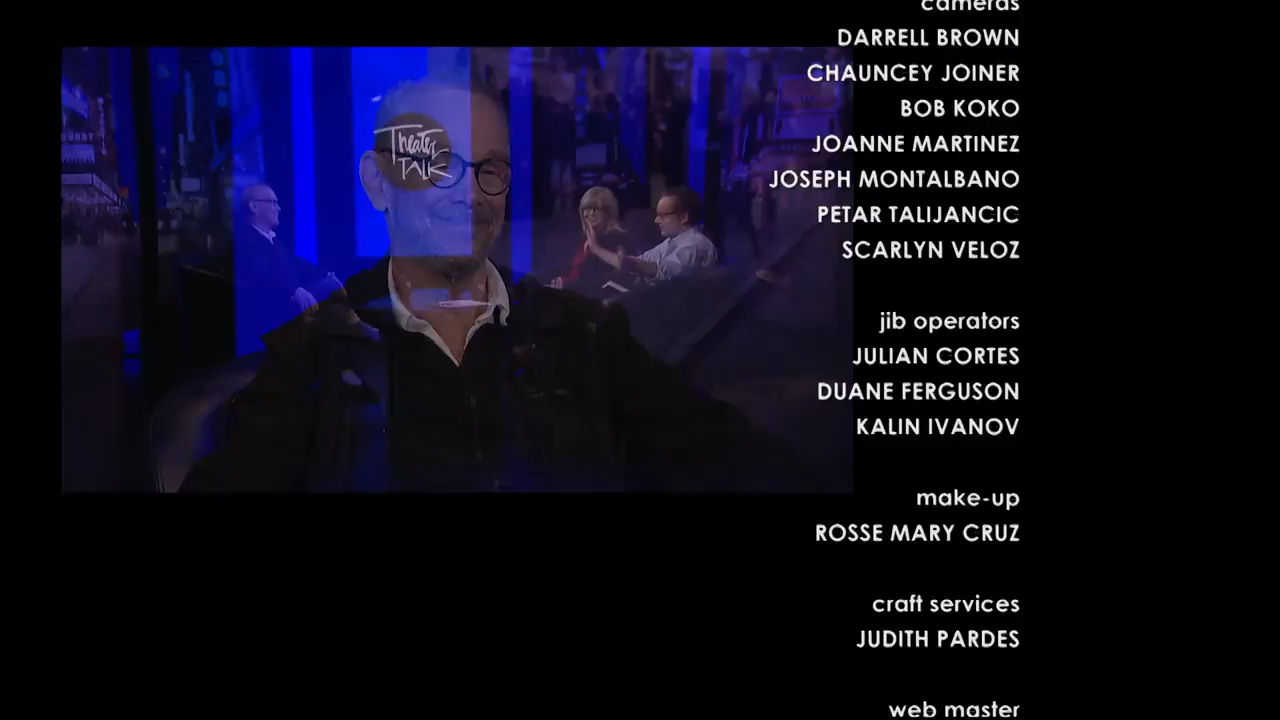 Theater
TALK
cameras
DARRELL BROWN
CHAUNCEY JOINER
BOB KOKO
JOANNE MARTINEZ
JOSEPH MONTALBANO
PETAR TALIJANCIC
SCARLYN VELOZ
jib operators
JULIAN CORTES
DUANE FERGUSON
KALIN IVANOV
make-up
ROSSE MARY CRUZ
craft services
JUDITH PARDES
web master